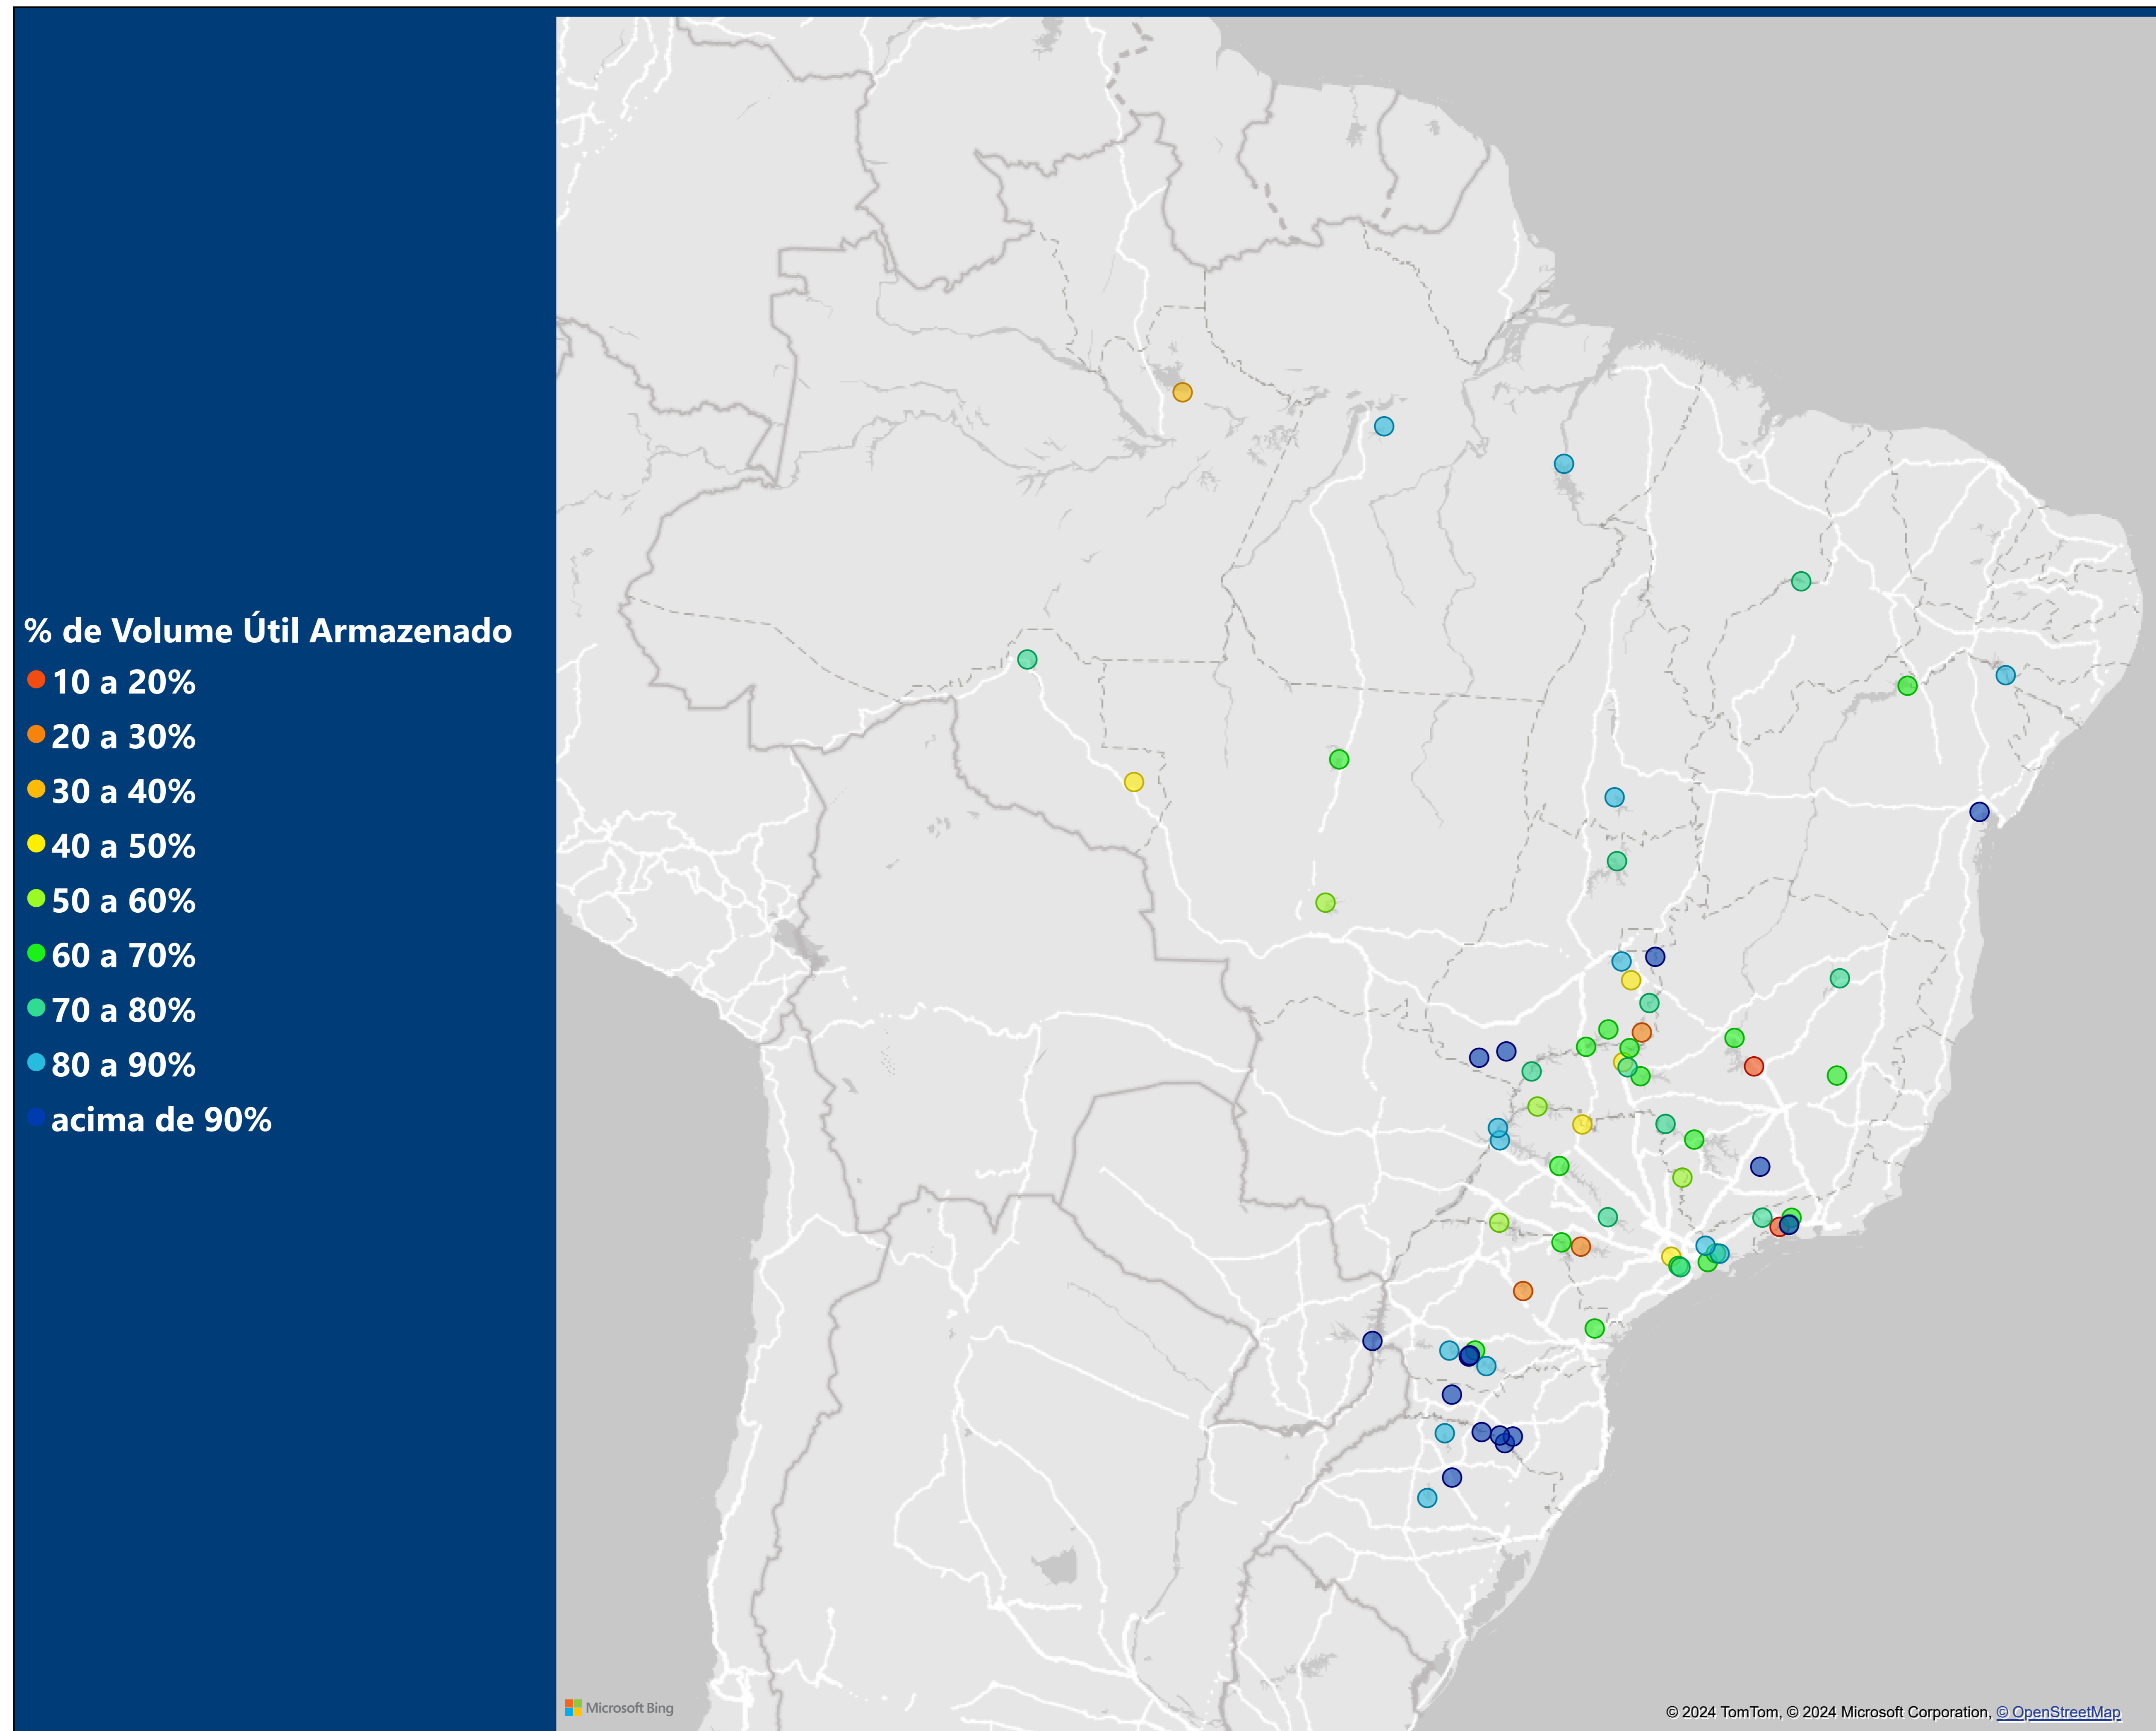 % de Volume Útil Armazenado
10 a 20%
20 a 30%
30 a 40%
40 a 50%
50 a 60%
60 a 70%
70 a 80%
80 a 90%
acima de 90%
Microsoft Bing
© 2024 TomTom, © 2024 Microsoft Corporation, © OpenStreetMap